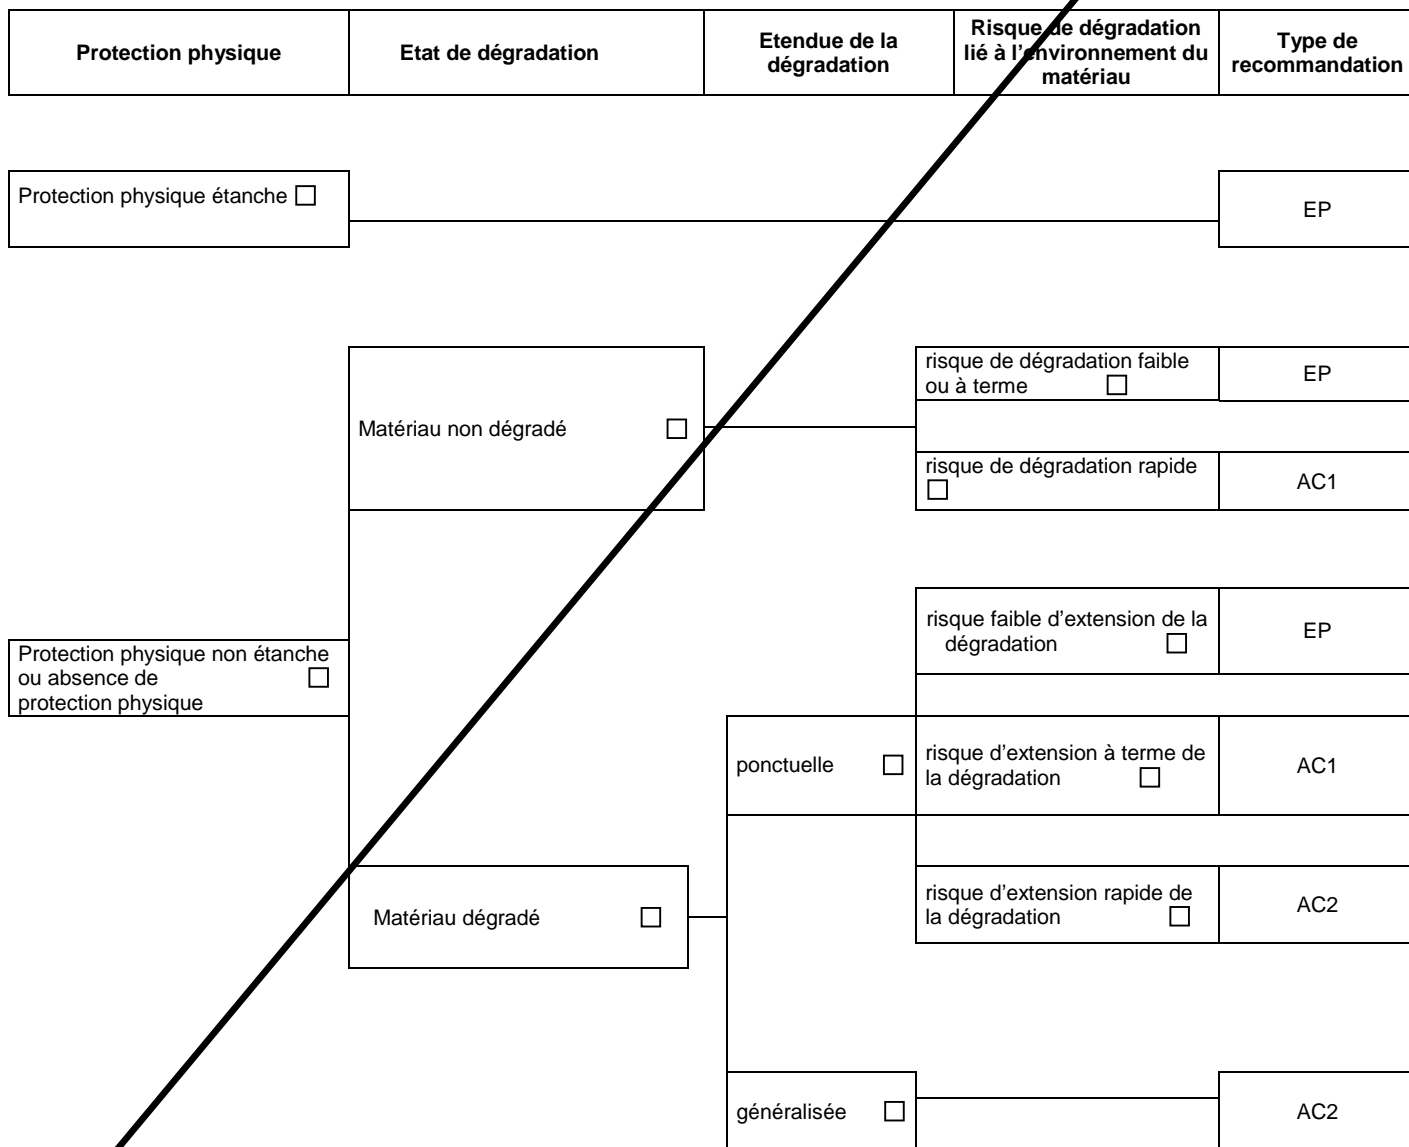 Protection physique
Etat de dégradation
Etendue de la
dégradation
Risque de dégradation
lié à l'environnement du
matériau
Type de
recommandation
Protection physique étanche
EP
Matériau non dégradé
risque de dégradation faible
ou à terme
EP
risque de dégradation rapide
AC1
Protection physique non étanche
ou absence de
protection physique
risque faible d'extension de la
dégradation
EP
ponctuelle
risque d'extension à terme de
la dégradation
AC1
Matériau dégradé
risque d'extension rapide de
la dégradation
AC2
généralisée
AC2